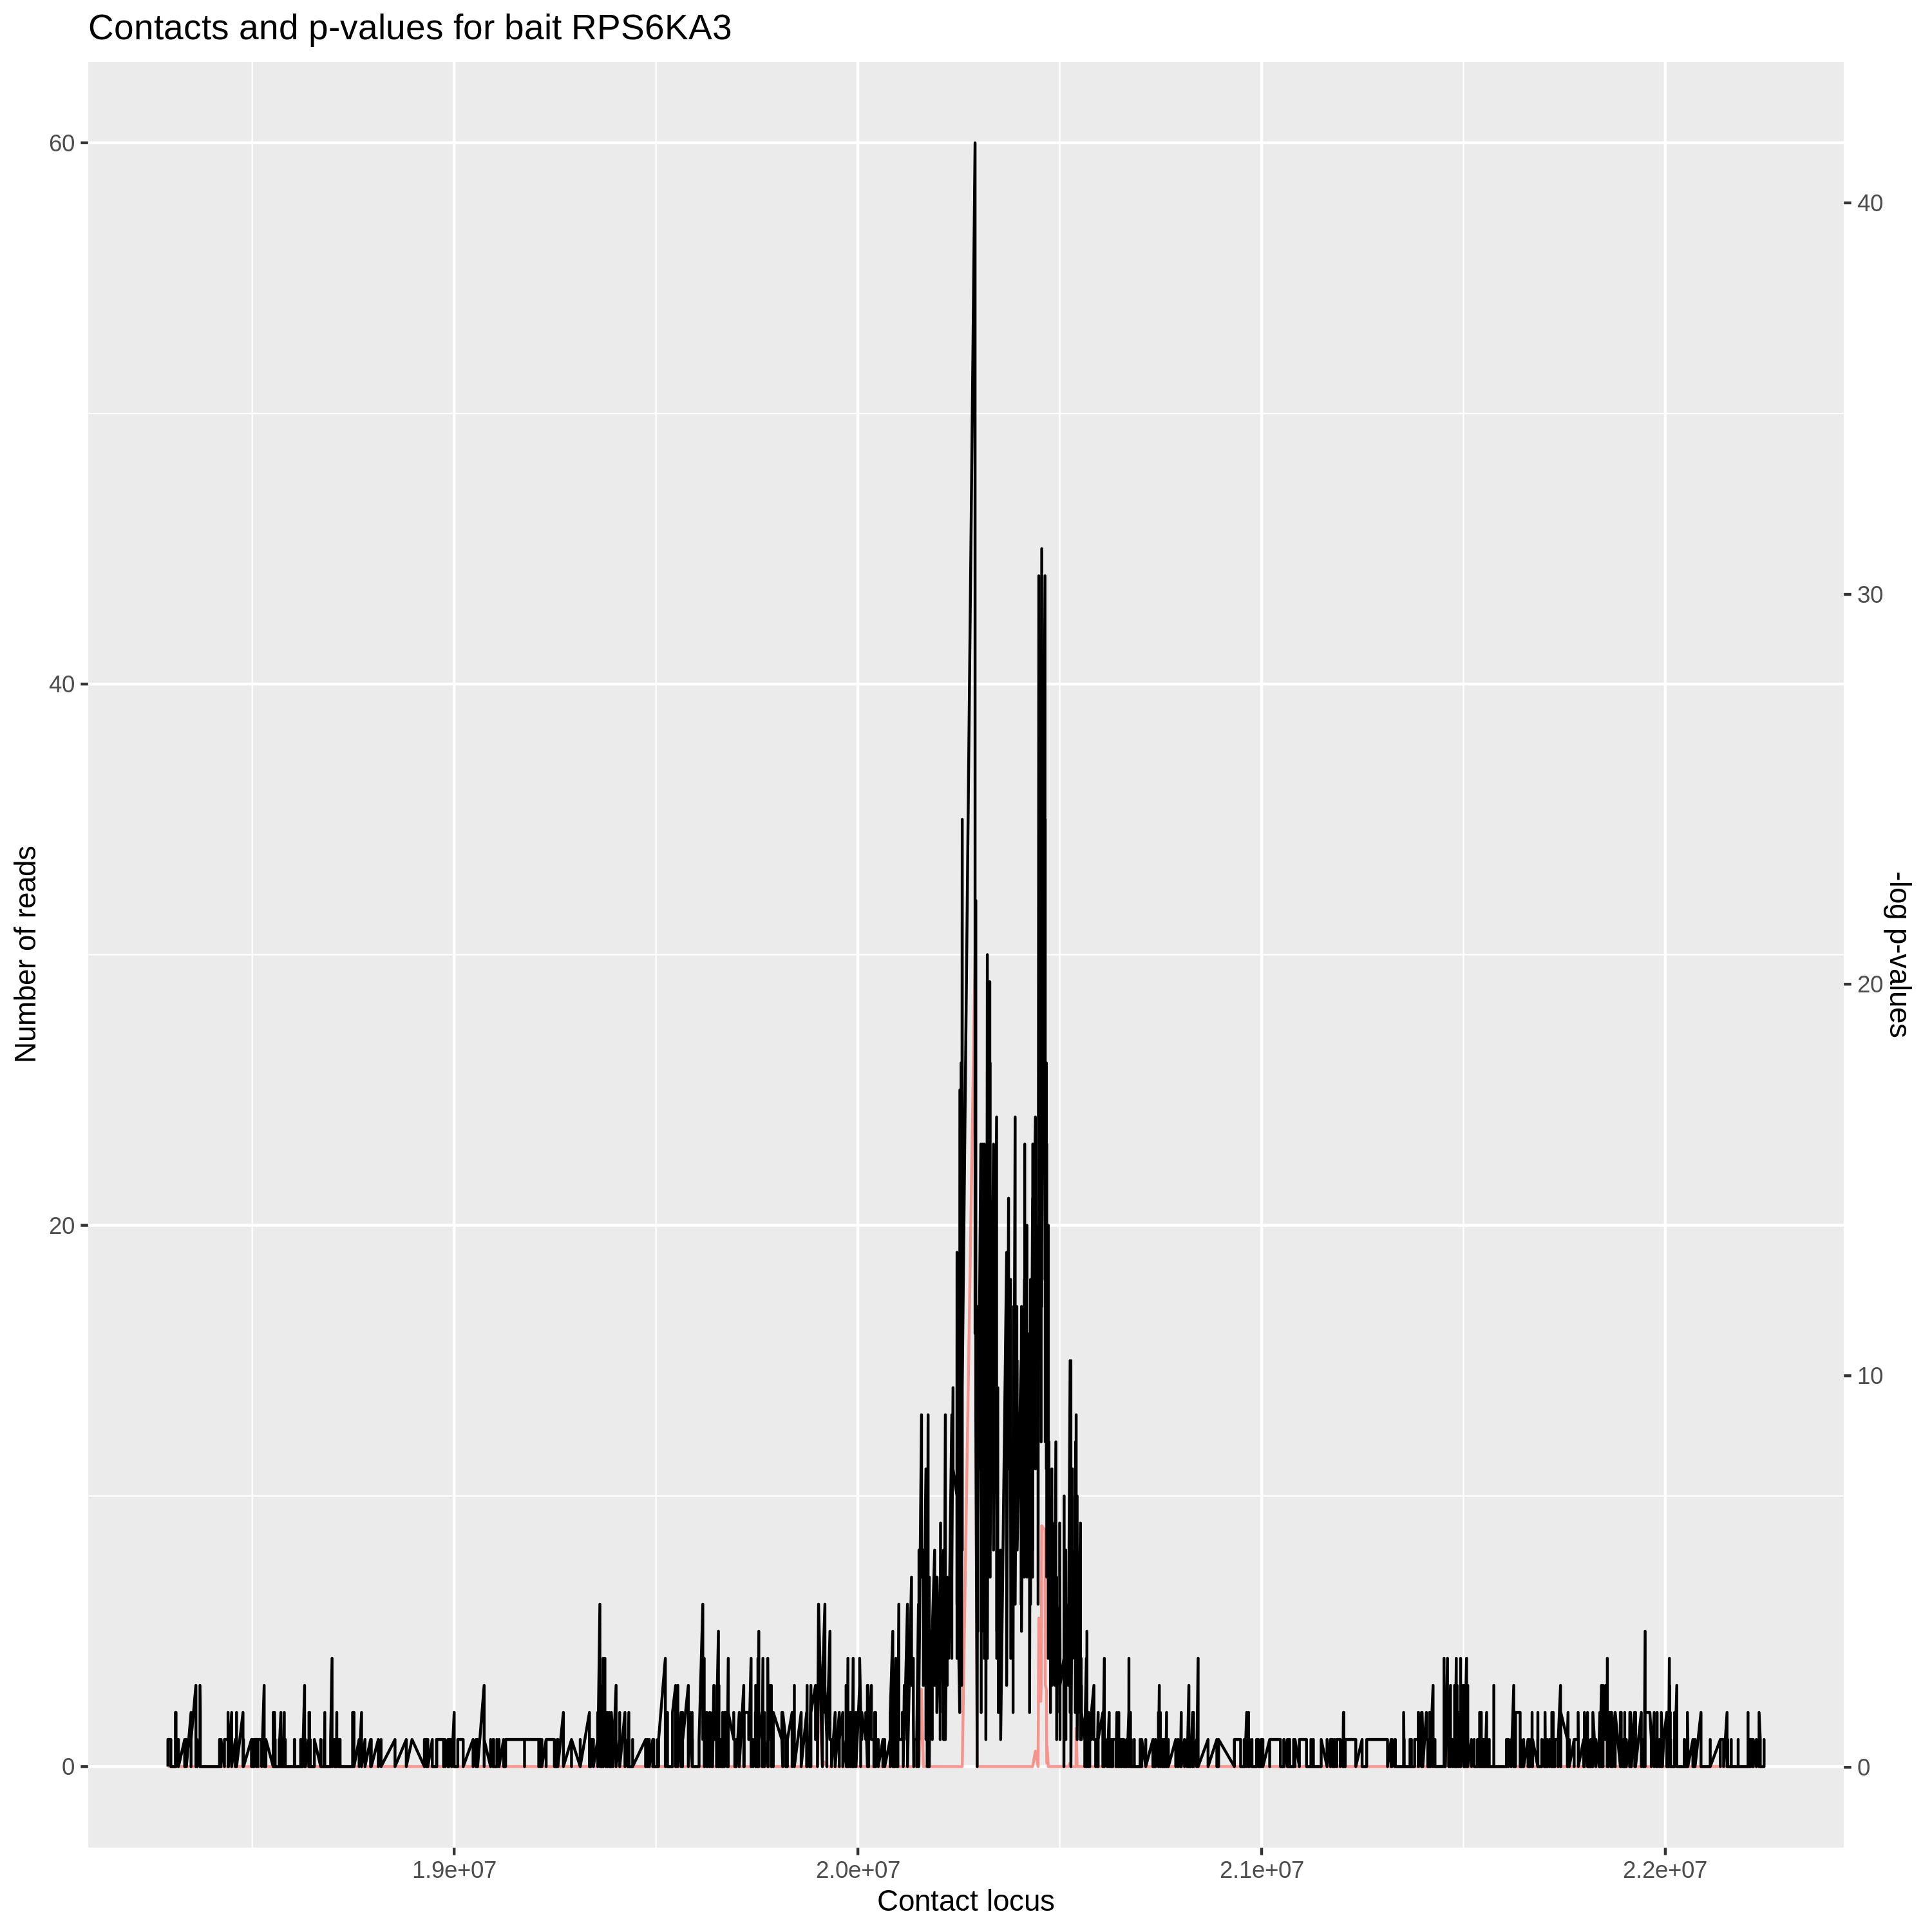 Contacts and p-values for bait RPS6KA3
60
40
20
0
Number of reads
40
30
20
10
0
-log p-values
1.9e+07
2.0e+07
2.1e+07
2.2e+07
Contact locus